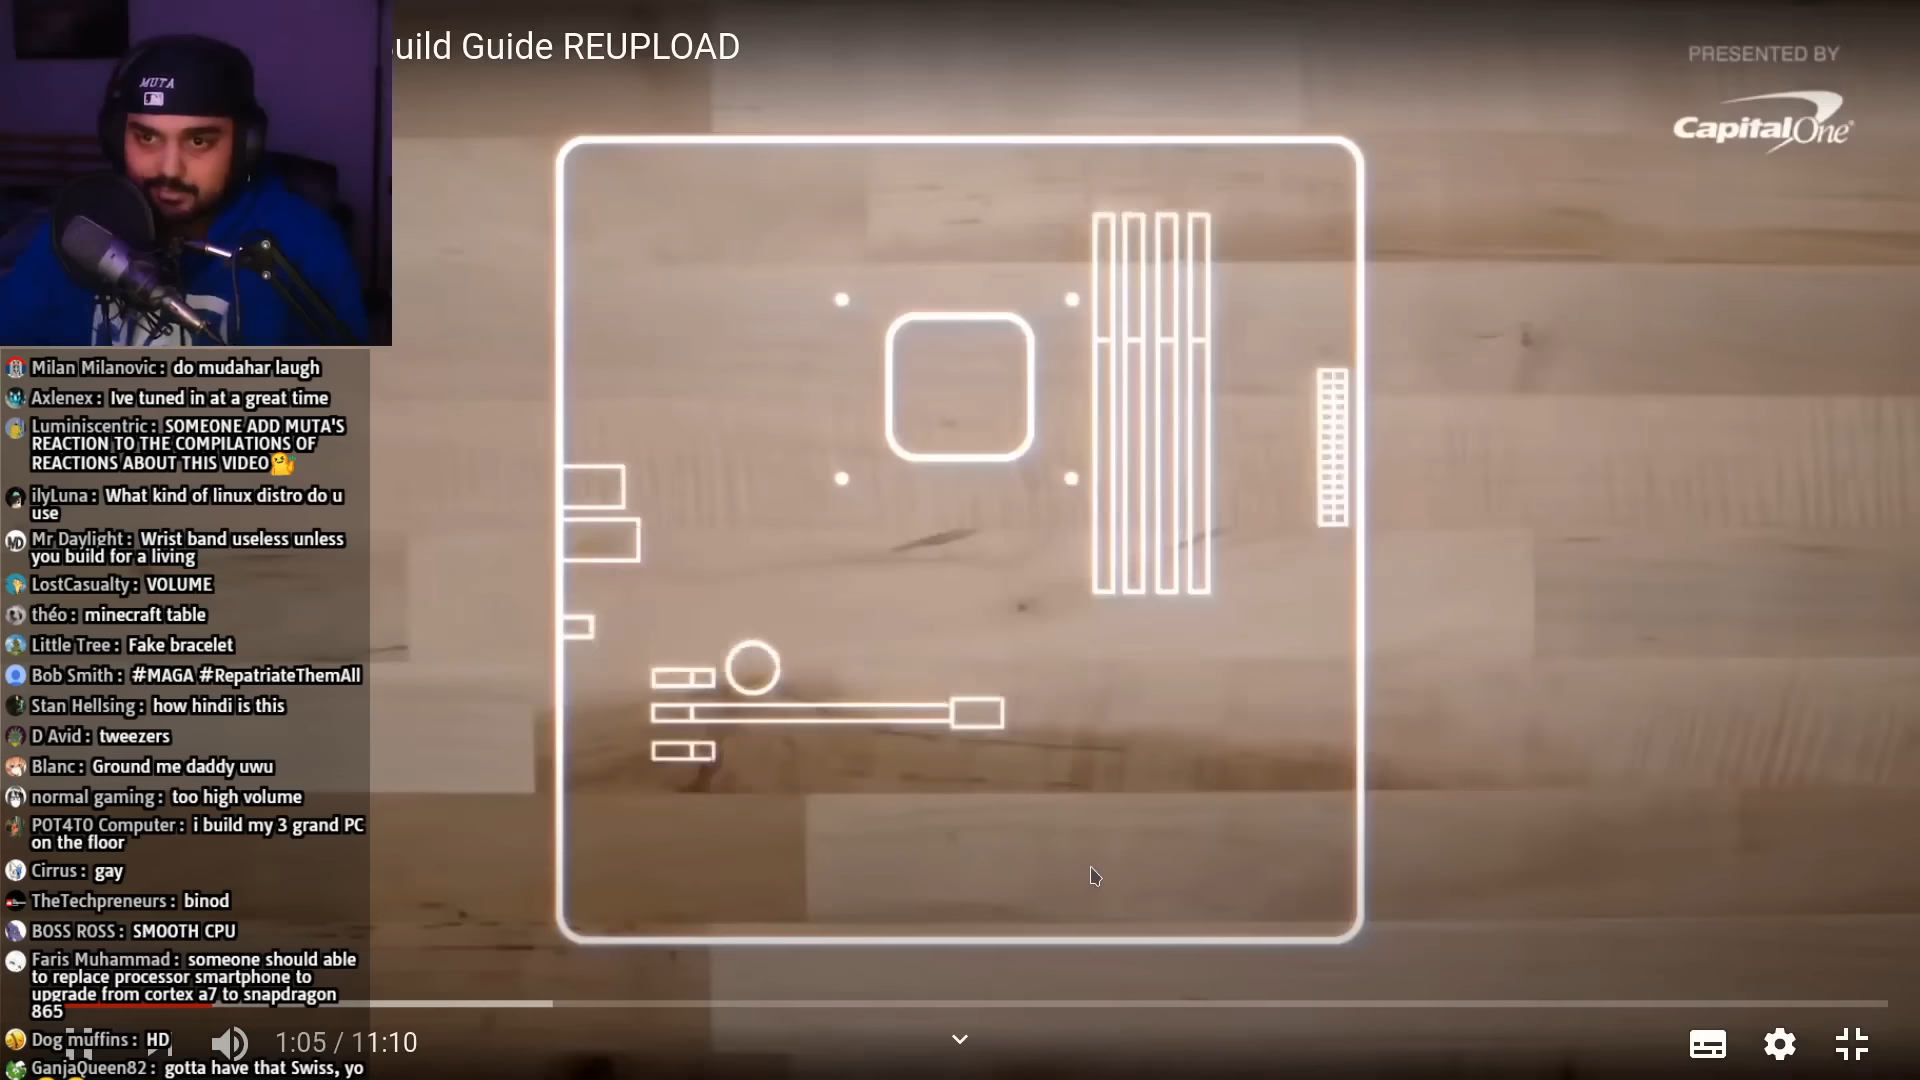 uild Guide REUPLOAD
PRESENTED BY
CapitalOne®
MUTA
Milan Milanovic: do mudahar laugh
Axlenex: Ive tuned in at a great time
Luminiscentric: SOMEONE ADD MUTA'S
REACTION TO THE COMPILATIONS OF
REACTIONS ABOUT THIS VIDEO
ilyLuna: What kind of linux distro do u
use
MD
Mr Daylight: Wrist band useless unless
you build for a living
LostCasualty: VOLUME
théo: minecraft table
Little Tree: Fake bracelet
Bob Smith: #MAGA #RepatriateThemAll
Stan Hellsing: how hindi is this
D Avid: tweezers
Blanc: Ground me daddy uwu
normal gaming: too high volume
POT4TO Computer: i build my 3 grand PC
on the floor
Cirrus: gay
TheTechpreneurs: binod
BOSS ROSS: SMOOTH CPU
Faris Muhammad: someone should able
to replace processor smartphone to
upgrade from cortex a7 to snapdragon
865
Dog muffins: HD
GanjaQueen82: gotta have that Swiss, yo
1:05 / 11:10